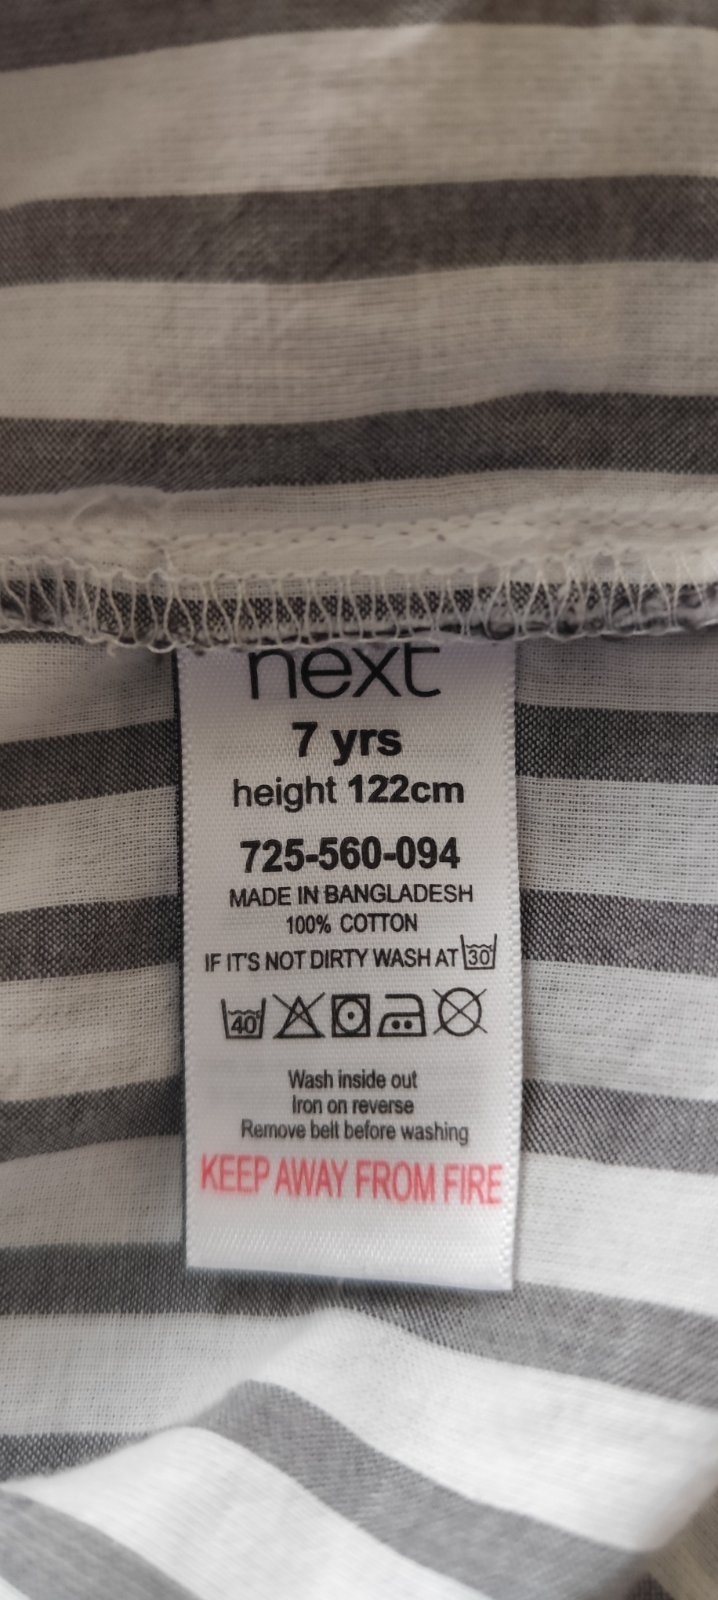 next
7 yrs
height 122cm
725-560-094
MADE IN BANGLADESH
100% COTTON
IF IT'S NOT DIRTY WASH AT 30
40
Wash inside out
Iron on reverse
Remove belt before washing
KEEP AWAY FROM FIRE